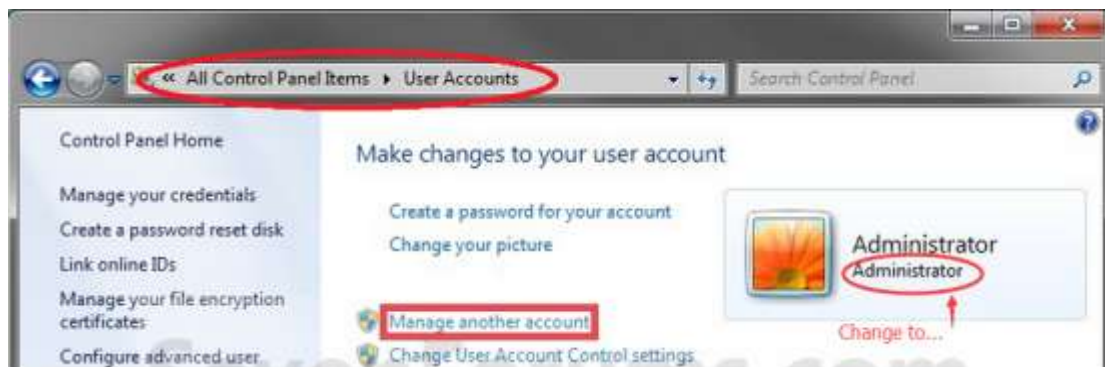 « All Control Panel Items ▸ User Accounts
Search Control Panel
Control Panel Home
Manage your credentials
Create a password reset disk
Link online IDs
Manage your file encryption
certificates
Configure advanced user
Make changes to your user account
Create a password for your account
Change your picture
Manage another account
Change User Account Control settings
Administrator
Administrator
Change to...